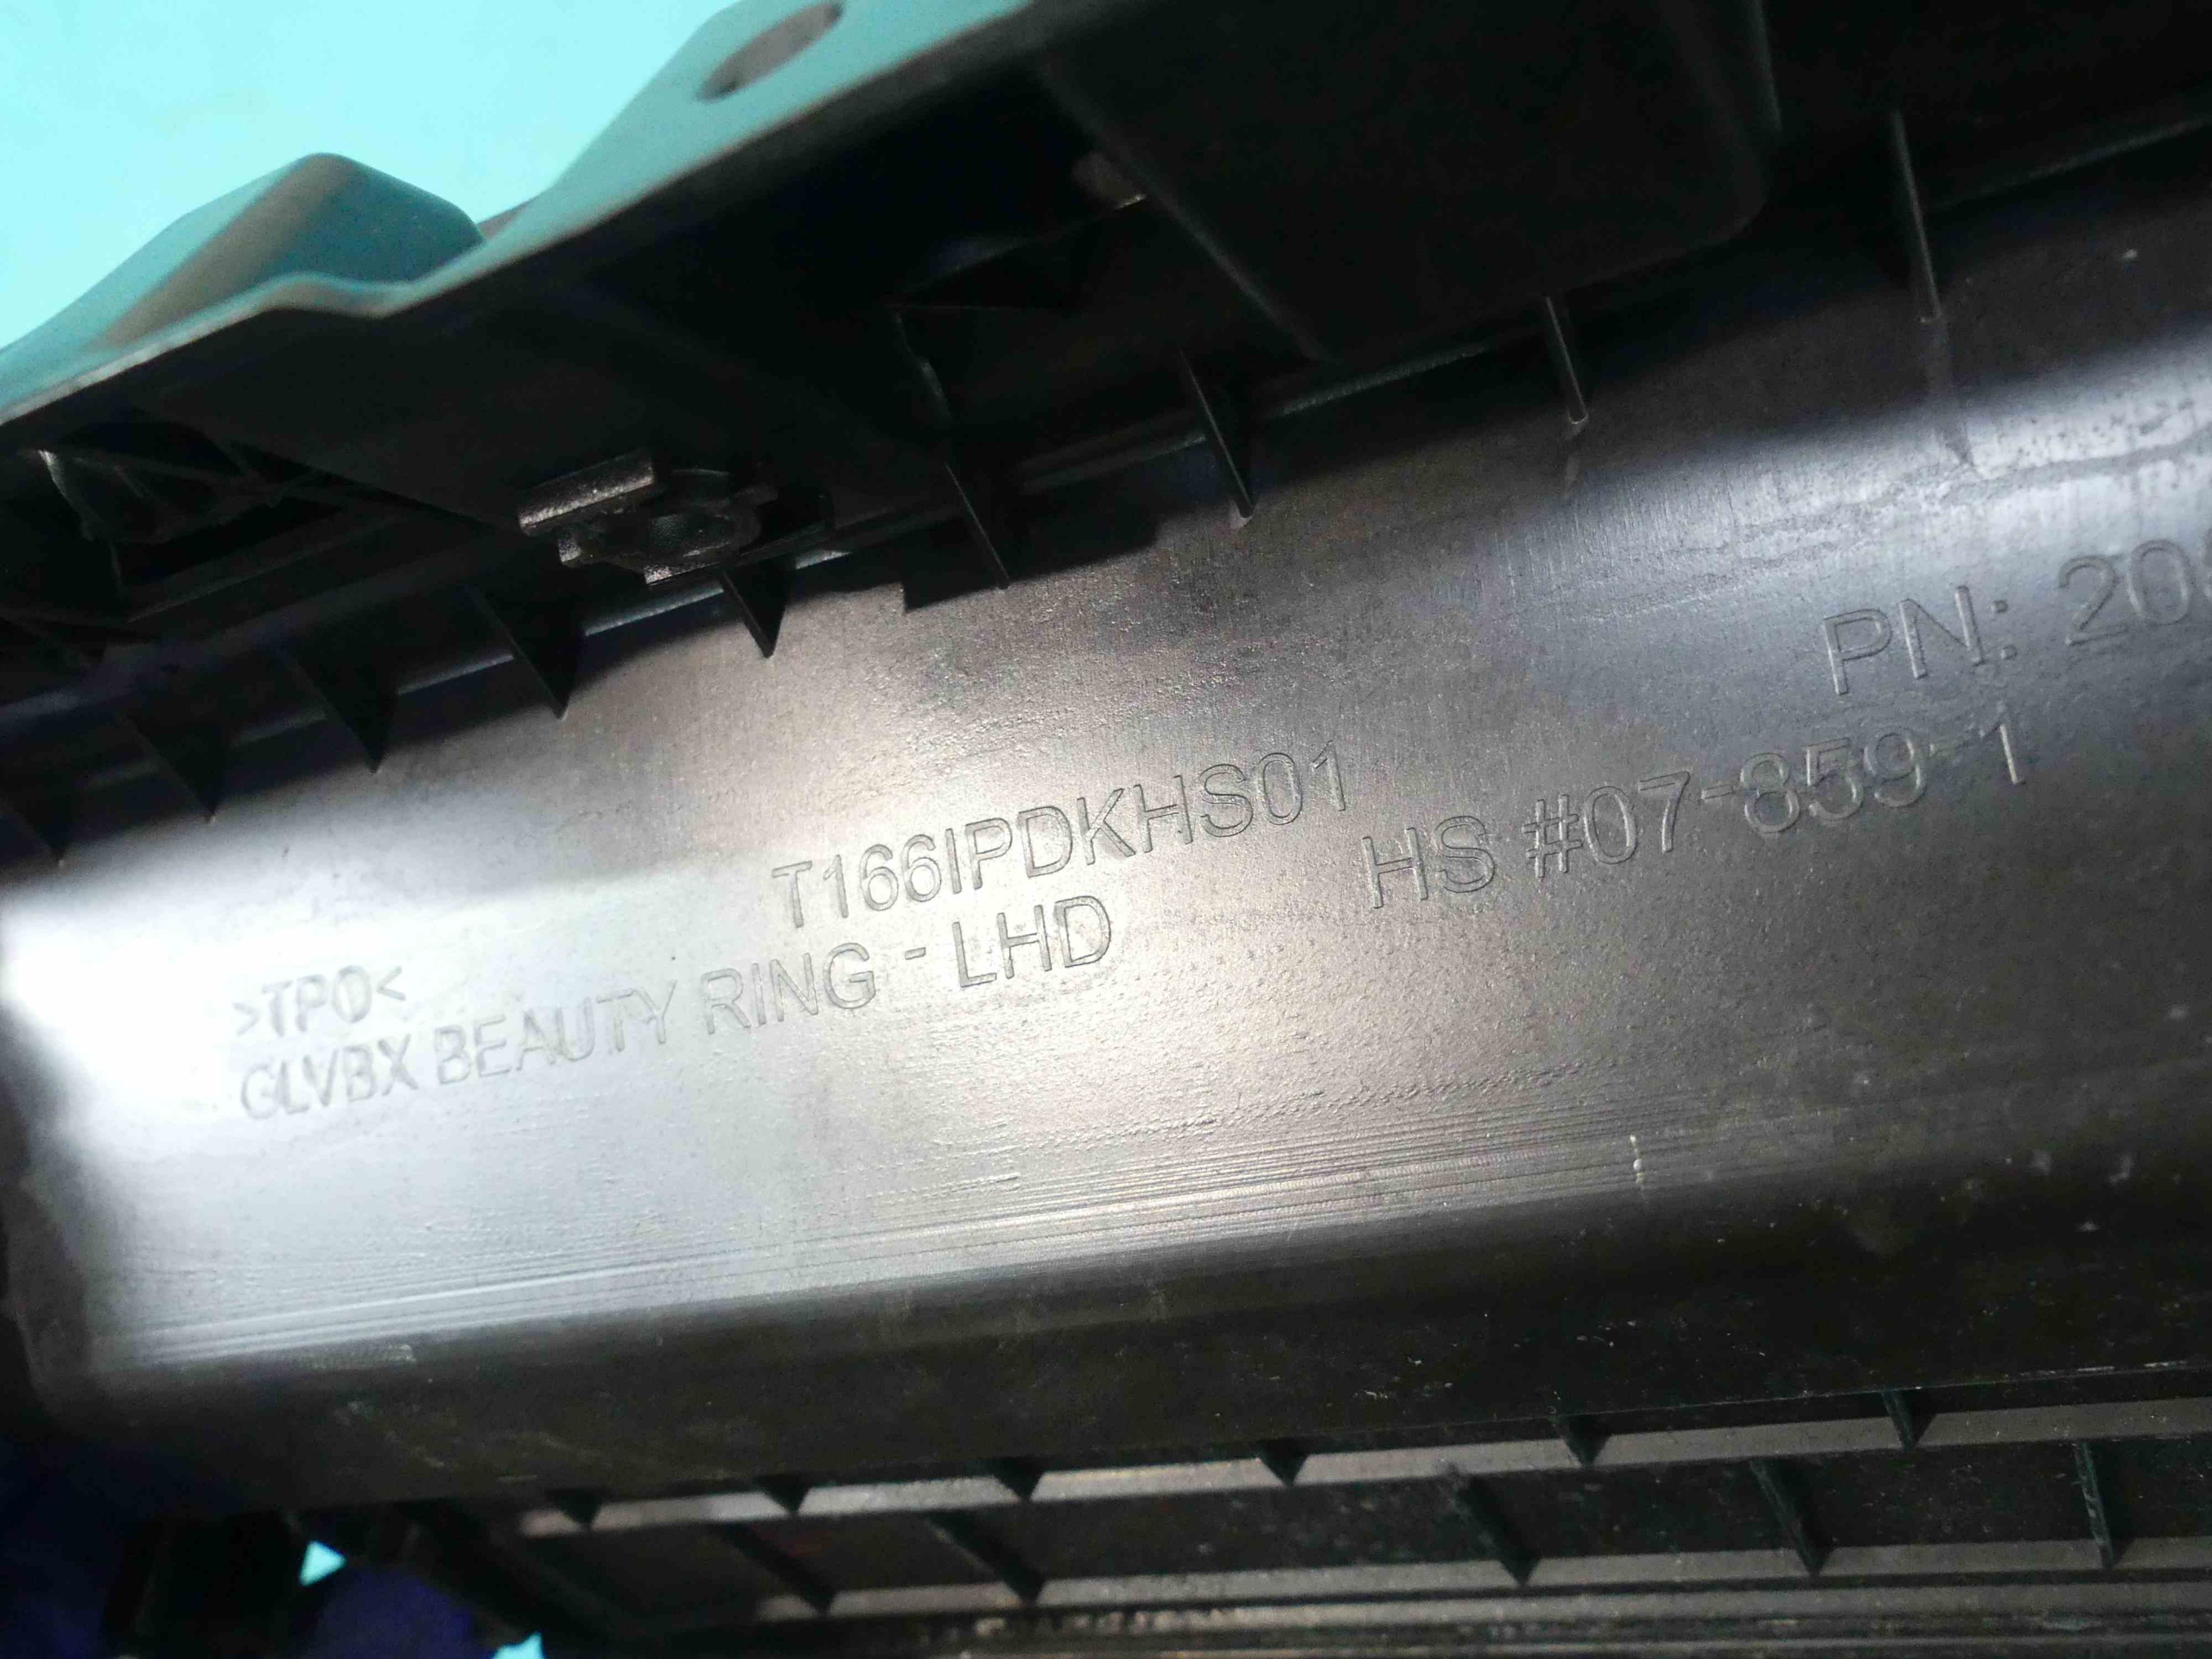 PN: 20
T166IPDKHS01
HS #07-859-1
>TPO<
GLVBX BEAUTY RING - LHD